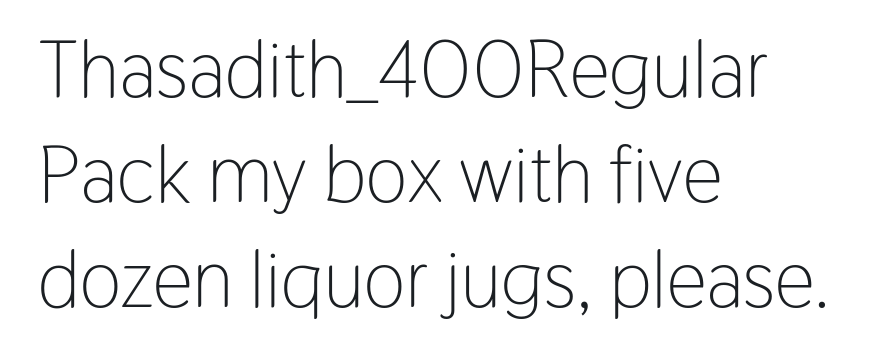 Thasadith_400Regular
Pack my box with five
dozen liquor jugs, please.